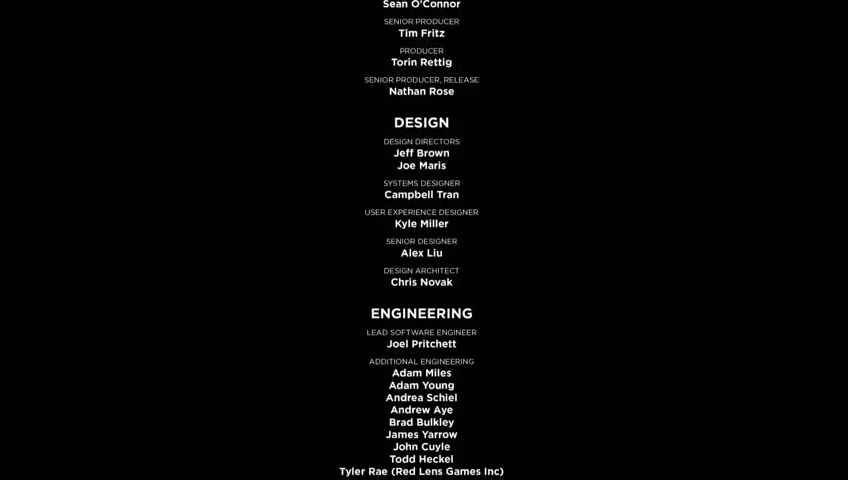 Sean O'Connor
SENIOR PRODUCER
Tim Fritz
PRODUCER
Torin Rettig
SENIOR PRODUCER, RELEASE
Nathan Rose
DESIGN
DESIGN DIRECTORS
Jeff Brown
Joe Maris
SYSTEMS DESIGNER
Campbell Tran
USER EXPERIENCE DESIGNER
Kyle Miller
SENIOR DESIGNER
Alex Liu
DESIGN ARCHITECT
Chris Novak
ENGINEERING
LEAD SOFTWARE ENGINEER
Joel Pritchett
ADDITIONAL ENGINEERING
Adam Miles
Adam Young
Andrea Schiel
Andrew Aye
Brad Bulkley
James Yarrow
John Cuyle
Todd Heckel
Tyler Rae (Red Lens Games Inc)